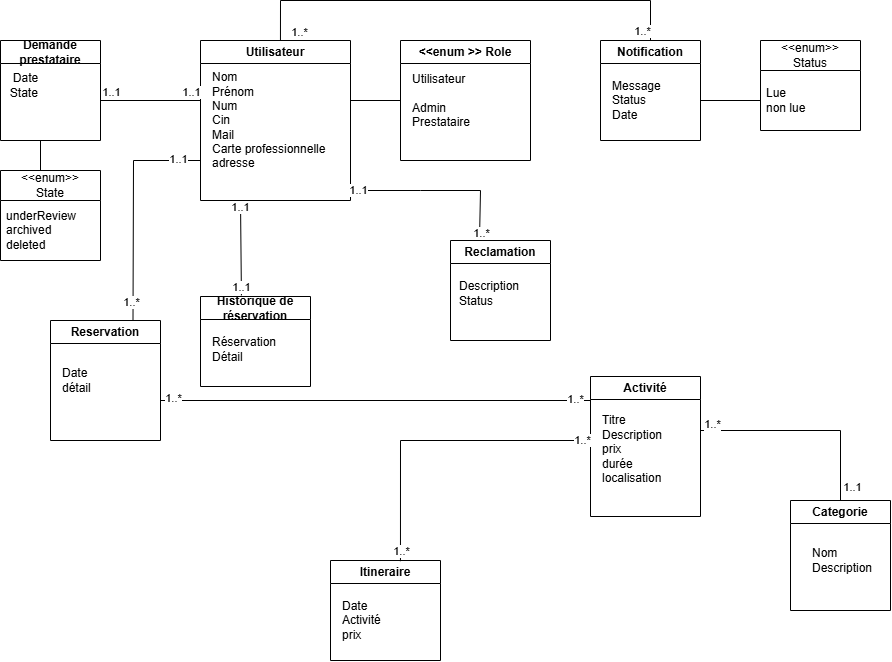 1..*
1..*
Demande
prestataire
Date
State
1..1
1..1
Utilisateur
Nom
Prénom
Num
Cin
Mail
Carte professionnelle
adresse
<<enum >> Role
Utilisateur
Admin
Prestataire
Notification
Message
Status
Date
<<enum>>
Status
Lue
non lue
<<enum>>
State
underReview
archived
deleted
1..1
1..1
1..1
1..*
Reclamation
Description
Status
1..1
Historique de
réservation
Réservation
Détail
1..*
Reservation
Date
détail
1..*
1..*
Activité
Titre
Description
prix
durée
localisation
1..*
1..*
1..1
Categorie
Nom
Description
1..*
Itineraire
Date
Activité
prix